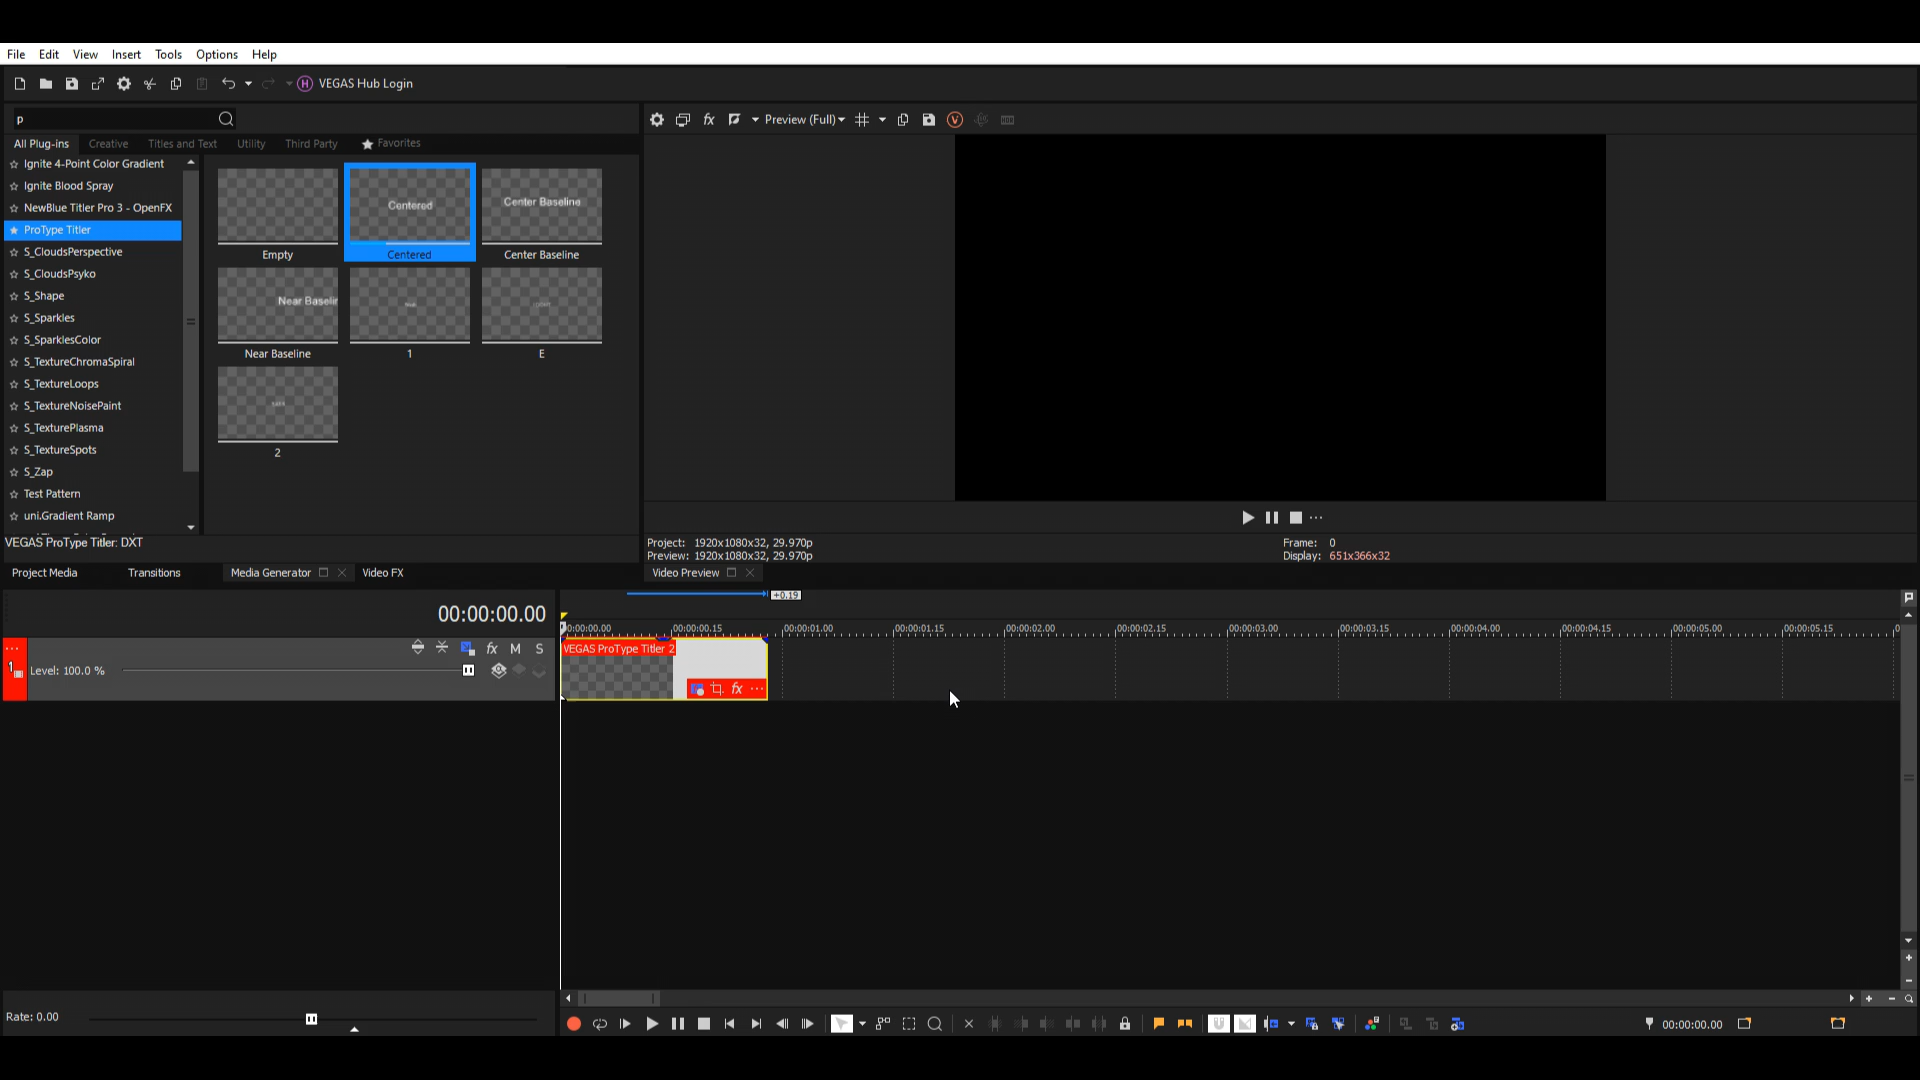 File Edit View Insert Tools Options Help
VEGAS Hub Login
p
All Plug-ins Creative Titles and Text Utility Third Party Favorites
Ignite 4-Point Color Gradient
Ignite Blood Spray
NewBlue Titler Pro 3 - OpenFX
ProType Titler
S_CloudsPerspective
S_CloudsPsyko
S_Shape
S_Sparkles
S_SparklesColor
S_TextureChromaSpiral
S_TextureLoops
S_TextureNoisePaint
S_TexturePlasma
S_TextureSpots
S_Zap
Test Pattern
uni.Gradient Ramp
VEGAS ProType Titler: DXT
Centered
Center Baseline
Empty
Centered
Center Baseline
Near Baselin
Near Baseline
1
E
2
fx Preview (Full)
Project: 1920x1080x32, 29.970p
Preview: 1920x1080x32, 29.970p
Frame: 0
Display: 651x366x32
Project Media Transitions Media Generator Video FX
Video Preview
00:00:00.00
+0.19
00:00:00.15 00:00:01.00 00:00:01.15 00:00:02.00 00:00:02.15 00:00:03.00 00:00:03.15 00:00:04.00 00:00:04.15 00:00:05.00 00:00:05.15
1
fx M S
Level: 100.0 %
VEGAS ProType Titler 2
fx
Rate: 0.00
00:00:00.00